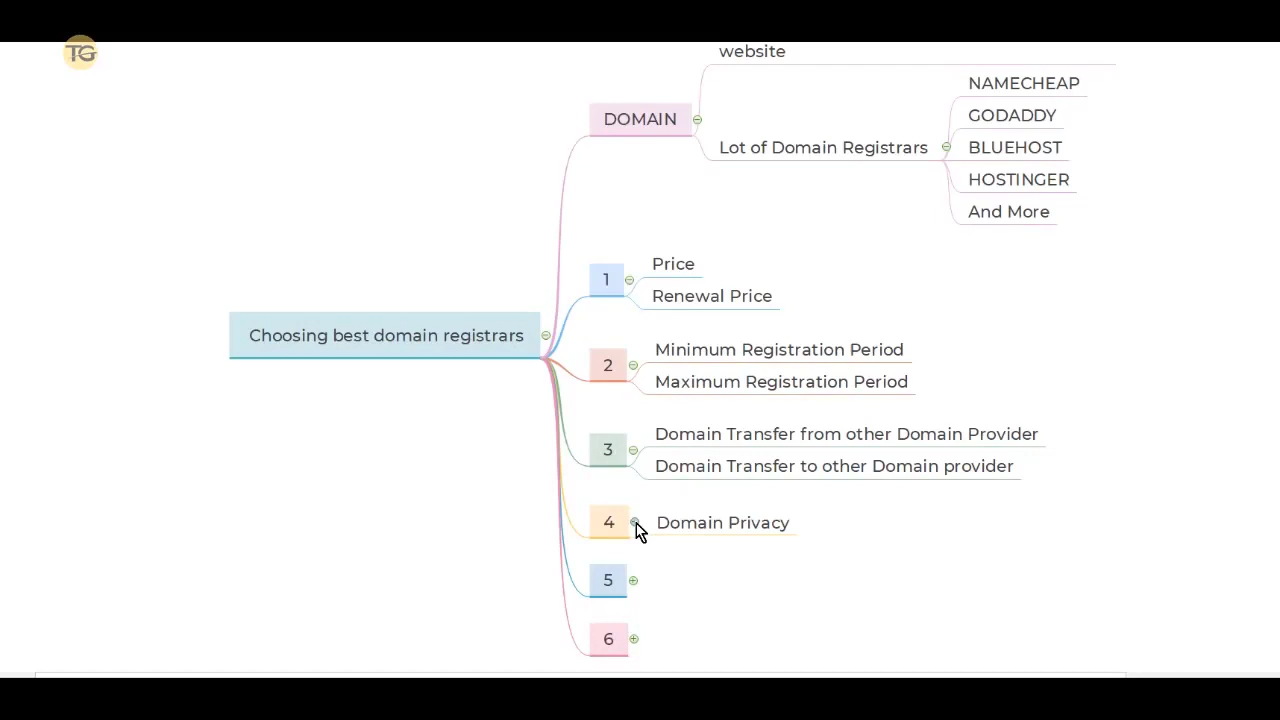 TG
website
DOMAIN
Lot of Domain Registrars
NAMECHEAP
GODADDY
BLUEHOST
HOSTINGER
And More
Choosing best domain registrars
1
Price
Renewal Price
2
Minimum Registration Period
Maximum Registration Period
3
Domain Transfer from other Domain Provider
Domain Transfer to other Domain provider
4
Domain Privacy
5
6